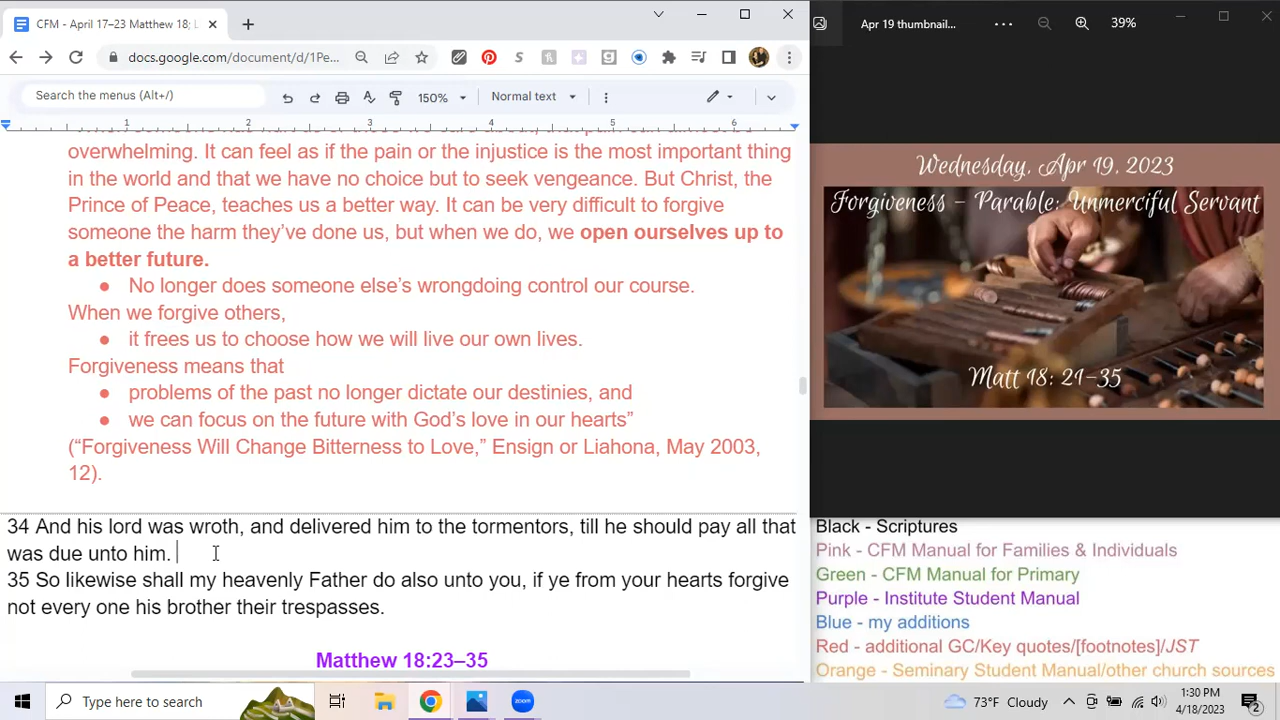 CFM - April 17–23 Matthew 18; L
Apr 19 thumbnail...
39%
docs.google.com/document/d/1Pe...
Search the menus (Alt+/)
150%
Normal text
1 2 3 4 5 6
overwhelming. It can feel as if the pain or the injustice is the most important thing
in the world and that we have no choice but to seek vengeance. But Christ, the
Prince of Peace, teaches us a better way. It can be very difficult to forgive
someone the harm they’ve done us, but when we do, we open ourselves up to
a better future.
● No longer does someone else’s wrongdoing control our course.
When we forgive others,
● it frees us to choose how we will live our own lives.
Forgiveness means that
● problems of the past no longer dictate our destinies, and
● we can focus on the future with God’s love in our hearts”
(“Forgiveness Will Change Bitterness to Love,” Ensign or Liahona, May 2003,
12).
34 And his lord was wroth, and delivered him to the tormentors, till he should pay all that
was due unto him.
35 So likewise shall my heavenly Father do also unto you, if ye from your hearts forgive
not every one his brother their trespasses.
Matthew 18:23–35
Wednesday, Apr 19, 2023
Forgiveness – Parable: Unmerciful Servant
Matt 18: 21–35
Black - Scriptures
Pink - CFM Manual for Families & Individuals
Green - CFM Manual for Primary
Purple - Institute Student Manual
Blue - my additions
Red - additional GC/Key quotes/[footnotes]/JST
Orange - Seminary Student Manual/other church sources
Type here to search
73°F Cloudy
1:30 PM
4/18/2023
2